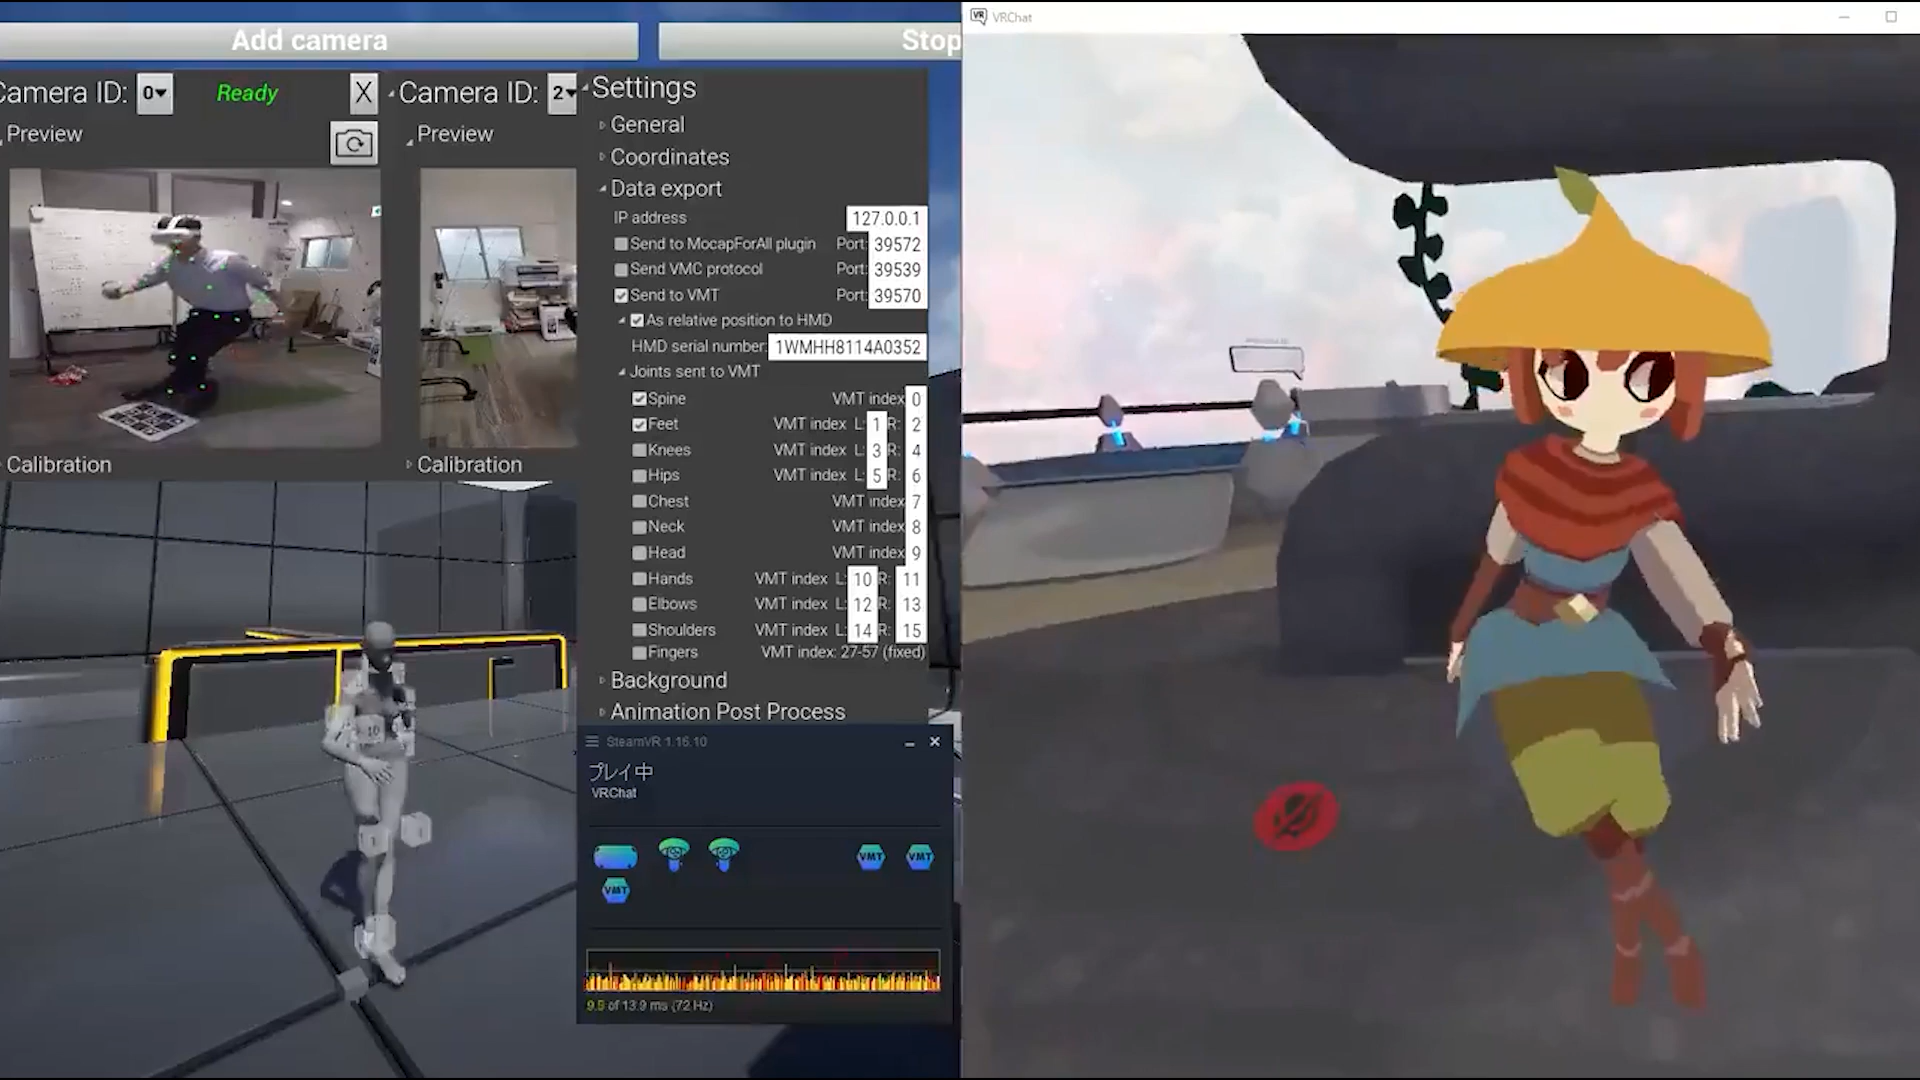 Add camera
Stop
Camera ID: 0
Ready
X
Camera ID: 2
Preview
Preview
Calibration
Calibration
Settings
General
Coordinates
Data export
IP address 127.0.0.1
Send to MocapForAll plugin Port: 39572
Send VMC protocol Port: 39539
Send to VMT Port: 39570
As relative position to HMD
HMD serial number: 1WMHH8114A0352
Joints sent to VMT
Spine VMT index 0
Feet VMT index L: 1 R: 2
Knees VMT index L: 3 R: 4
Hips VMT index L: 5 R: 6
Chest VMT index 7
Neck VMT index 8
Head VMT index 9
Hands VMT index L: 10 R: 11
Elbows VMT index L: 12 R: 13
Shoulders VMT index L: 14 R: 15
Fingers VMT index: 27-57 (fixed)
Background
Animation Post Process
10
SteamVR 1.16.10
プレイ中
VRChat
VMT
VMT
VMT
9.5 of 13.9 ms (72 Hz)
VR VRChat